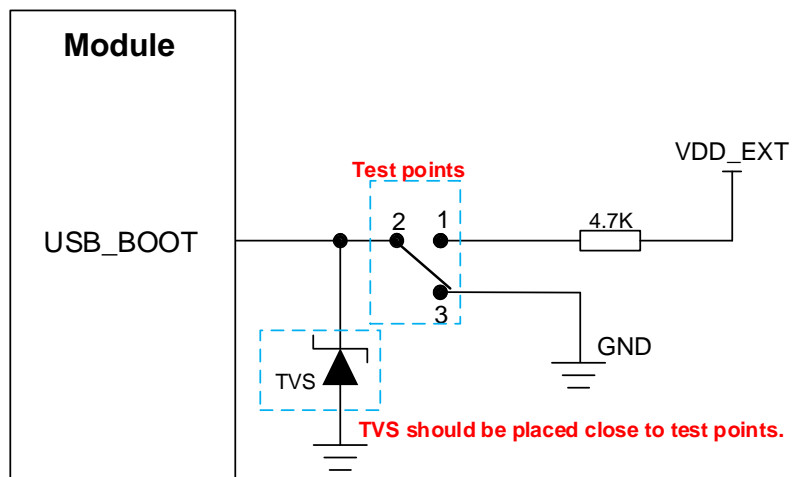 Module
VDD_EXT
Test points
2 1 4.7K
USB_BOOT
3
GND
TVS
TVS should be placed close to test points.